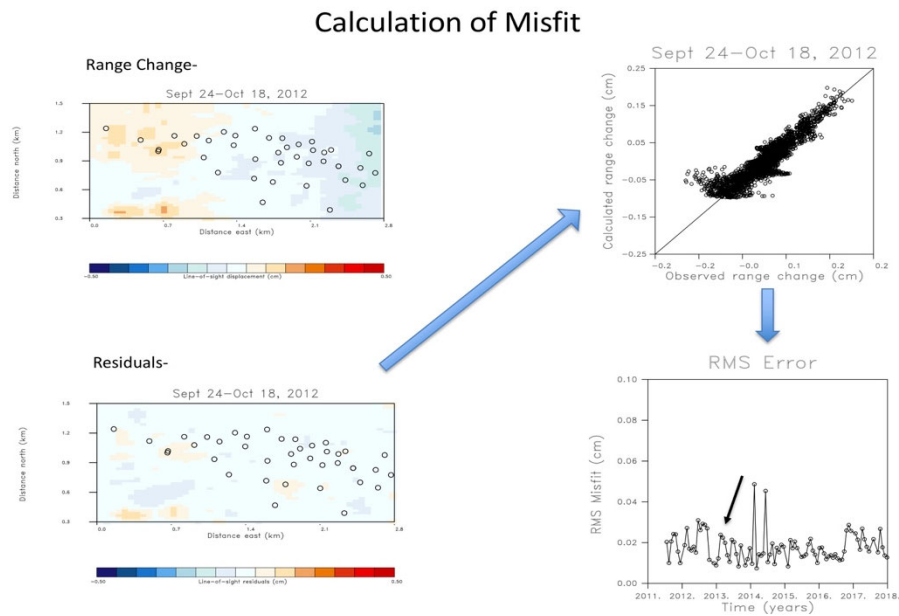 Calculation of Misfit
Range Change-
Sept 24-Oct 18, 2012
Distance north (km)
1.5
1.2
0.9
0.6
0.3
0.0 0.7 1.4 2.1 2.8
Distance east (km)
Line-of-sight displacement (cm)
-0.50 0.50
Residuals-
Sept 24-Oct 18, 2012
Distance north (km)
1.5
1.2
0.9
0.6
0.3
0.0 0.7 1.4 2.1 2.8
Distance east (km)
Line-of-sight residuals (cm)
-0.50 0.50
Sept 24-Oct 18, 2012
Calculated range change (cm)
0.25
0.15
0.05
-0.05
-0.15
-0.25
-0.2 -0.2 -0.0 0.1 0.2 0.2
Observed range change (cm)
RMS Error
RMS Misfit (cm)
0.10
0.08
0.06
0.04
0.02
0.00
2011. 2012. 2013. 2014. 2015. 2016. 2017. 2018.
Time (years)